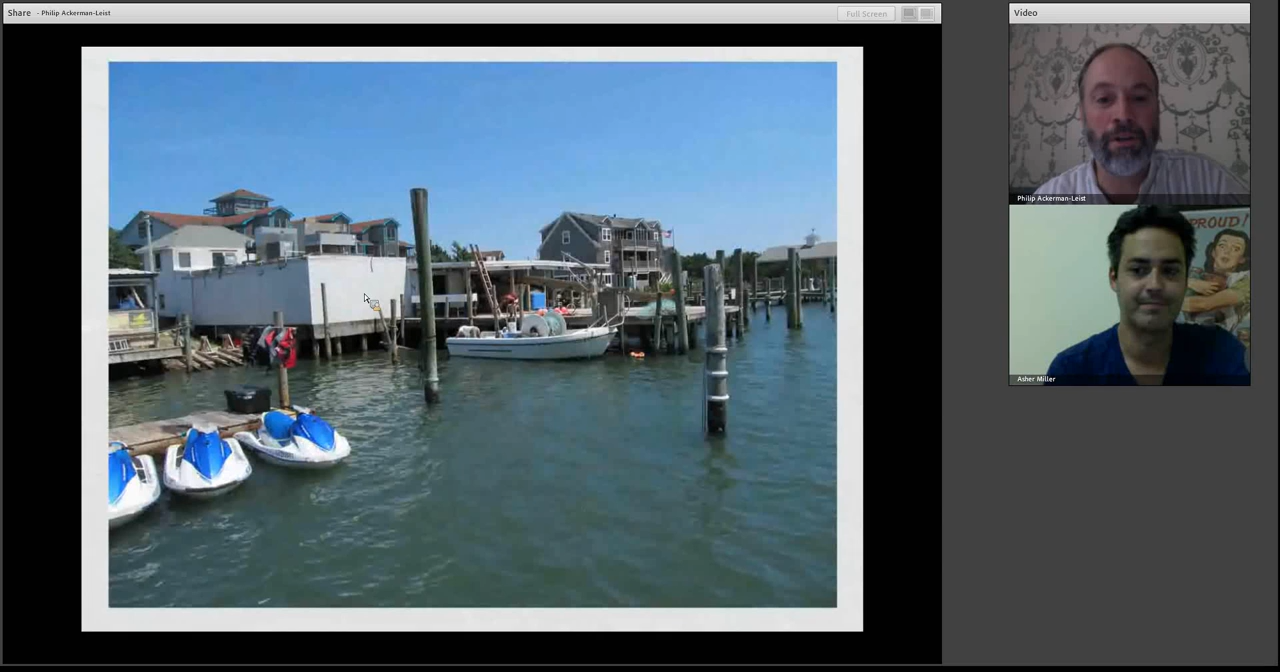 Share - Philip Ackerman-Leist
Full Screen
Video
Philip Ackerman-Leist
PROUD!
Asher Miller